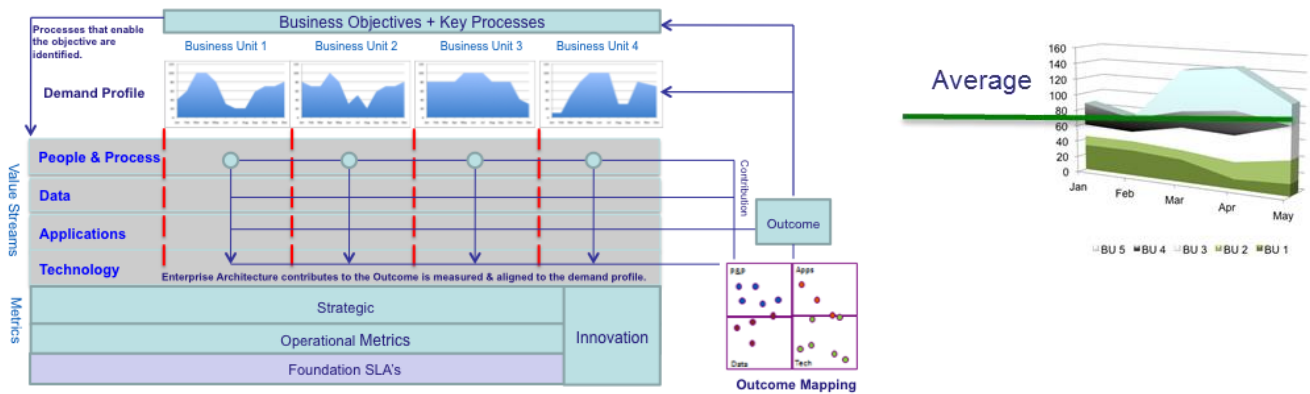 Business Objectives + Key Processes
Processes that enable
the objective are
identified.
Business Unit 1
Business Unit 2
Business Unit 3
Business Unit 4
Demand Profile
Value Streams
People & Process
Data
Applications
Technology
Contribution
Outcome
Enterprise Architecture contributes to the Outcome is measured & aligned to the demand profile.
Metrics
Strategic
Operational Metrics
Foundation SLA's
Innovation
P&P
Apps
Data
Tech
Outcome Mapping
Average
160
140
120
100
80
60
40
20
0
Jan
Feb
Mar
Apr
May
BU 5
BU 4
BU 3
BU 2
BU 1